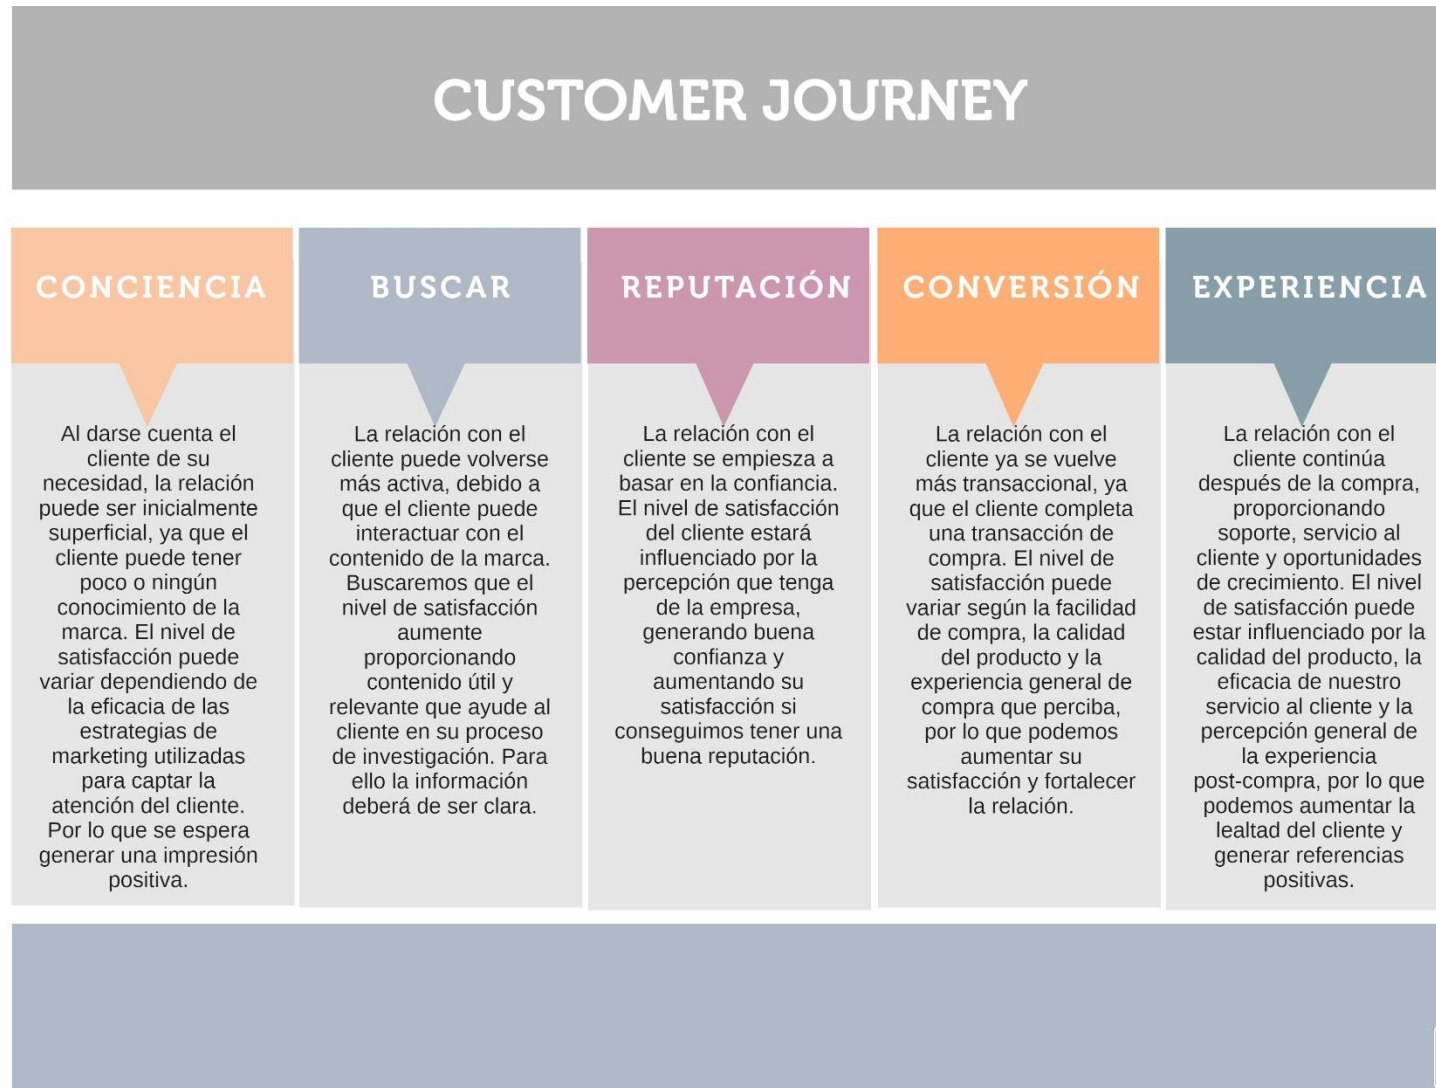 CUSTOMER JOURNEY
CONCIENCIA
Al darse cuenta el
cliente de su
necesidad, la relación
puede ser inicialmente
superficial, ya que el
cliente puede tener
poco o ningún
conocimiento de la
marca. El nivel de
satisfacción puede
variar dependiendo de
la eficacia de las
estrategias de
marketing utilizadas
para captar la
atención del cliente.
Por lo que se espera
generar una impresión
positiva.
BUSCAR
La relación con el
cliente puede volverse
más activa, debido a
que el cliente puede
interactuar con el
contenido de la marca.
Buscaremos que el
nivel de satisfacción
aumente
proporcionando
contenido útil y
relevante que ayude al
cliente en su proceso
de investigación. Para
ello la información
deberá de ser clara.
REPUTACIÓN
La relación con el
cliente se empiesza a
basar en la confiancia.
El nivel de satisfacción
del cliente estará
influenciado por la
percepción que tenga
de la empresa,
generando buena
confianza y
aumentando su
satisfacción si
conseguimos tener una
buena reputación.
CONVERSIÓN
La relación con el
cliente ya se vuelve
más transaccional, ya
que el cliente completa
una transacción de
compra. El nivel de
satisfacción puede
variar según la facilidad
de compra, la calidad
del producto y la
experiencia general de
compra que perciba,
por lo que podemos
aumentar su
satisfacción y fortalecer
la relación.
EXPERIENCIA
La relación con el
cliente continúa
después de la compra,
proporcionando
soporte, servicio al
cliente y oportunidades
de crecimiento. El nivel
de satisfacción puede
estar influenciado por la
calidad del producto, la
eficacia de nuestro
servicio al cliente y la
percepción general de
la experiencia
post-compra, por lo que
podemos aumentar la
lealtad del cliente y
generar referencias
positivas.